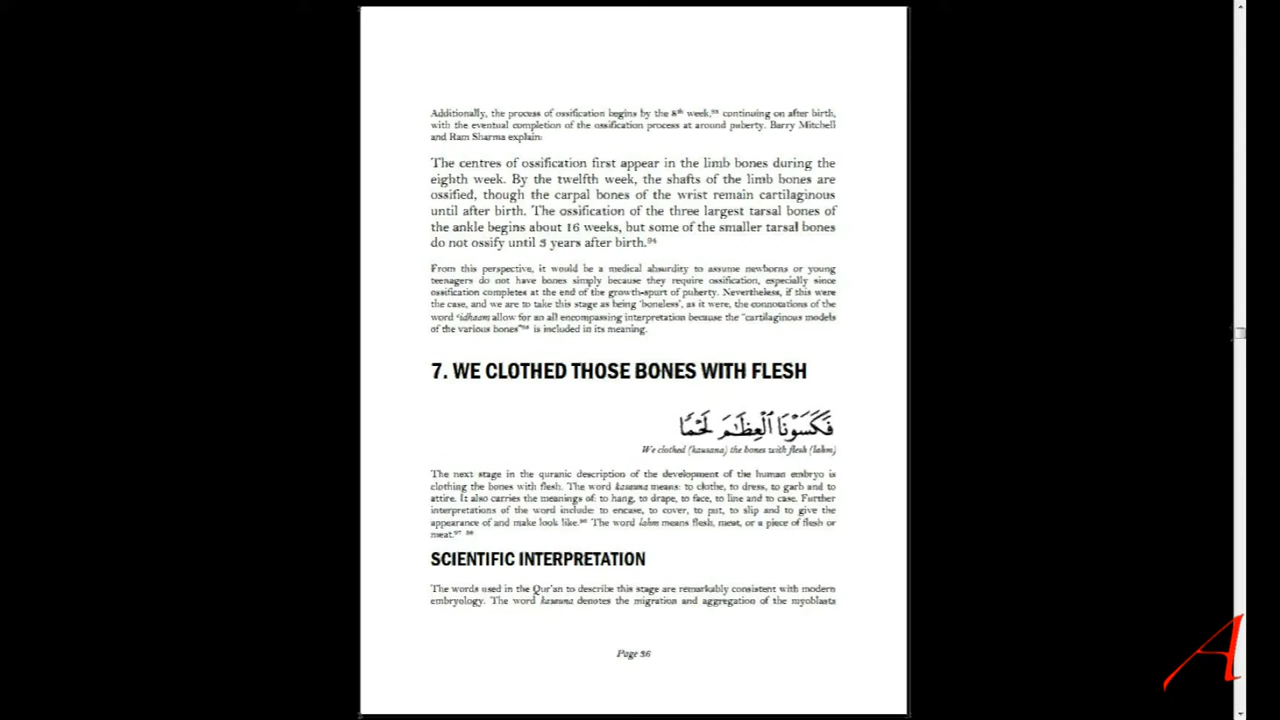 Additionally, the process of ossification begins by the 8th week,93 continuing on after birth,
with the eventual completion of the ossification process at around puberty. Barry Mitchell
and Ram Sharma explain:
The centres of ossification first appear in the limb bones during the
eighth week. By the twelfth week, the shafts of the limb bones are
ossified, though the carpal bones of the wrist remain cartilaginous
until after birth. The ossification of the three largest tarsal bones of
the ankle begins about 16 weeks, but some of the smaller tarsal bones
do not ossify until 3 years after birth.94
From this perspective, it would be a medical absurdity to assume newborns or young
teenagers do not have bones simply because they require ossification, especially since
ossification completes at the end of the growth-spurt of puberty. Nevertheless, if this were
the case, and we are to take this stage as being 'boneless', as it were, the connotations of the
word 'idhaam allow for an all encompassing interpretation because the "cartilaginous models
of the various bones" is included in its meaning.
7. WE CLOTHED THOSE BONES WITH FLESH
فَكَسَوْنَا ٱلْعِظَـٰمَ لَحْمًا
We clothed (kausana) the bones with flesh (lahm)
The next stage in the quranic description of the development of the human embryo is
clothing the bones with flesh. The word kasauna means: to clothe, to dress, to garb and to
attire. It also carries the meanings of: to hang, to drape, to face, to line and to case. Further
interpretations of the word include: to encase, to cover, to put, to slip and to give the
appearance of and make look like.96 The word lahm means flesh, meat, or a piece of flesh or
meat.97 98
SCIENTIFIC INTERPRETATION
The words used in the Qur'an to describe this stage are remarkably consistent with modern
embryology. The word kasauna denotes the migration and aggregation of the myoblasts
Page 36
A